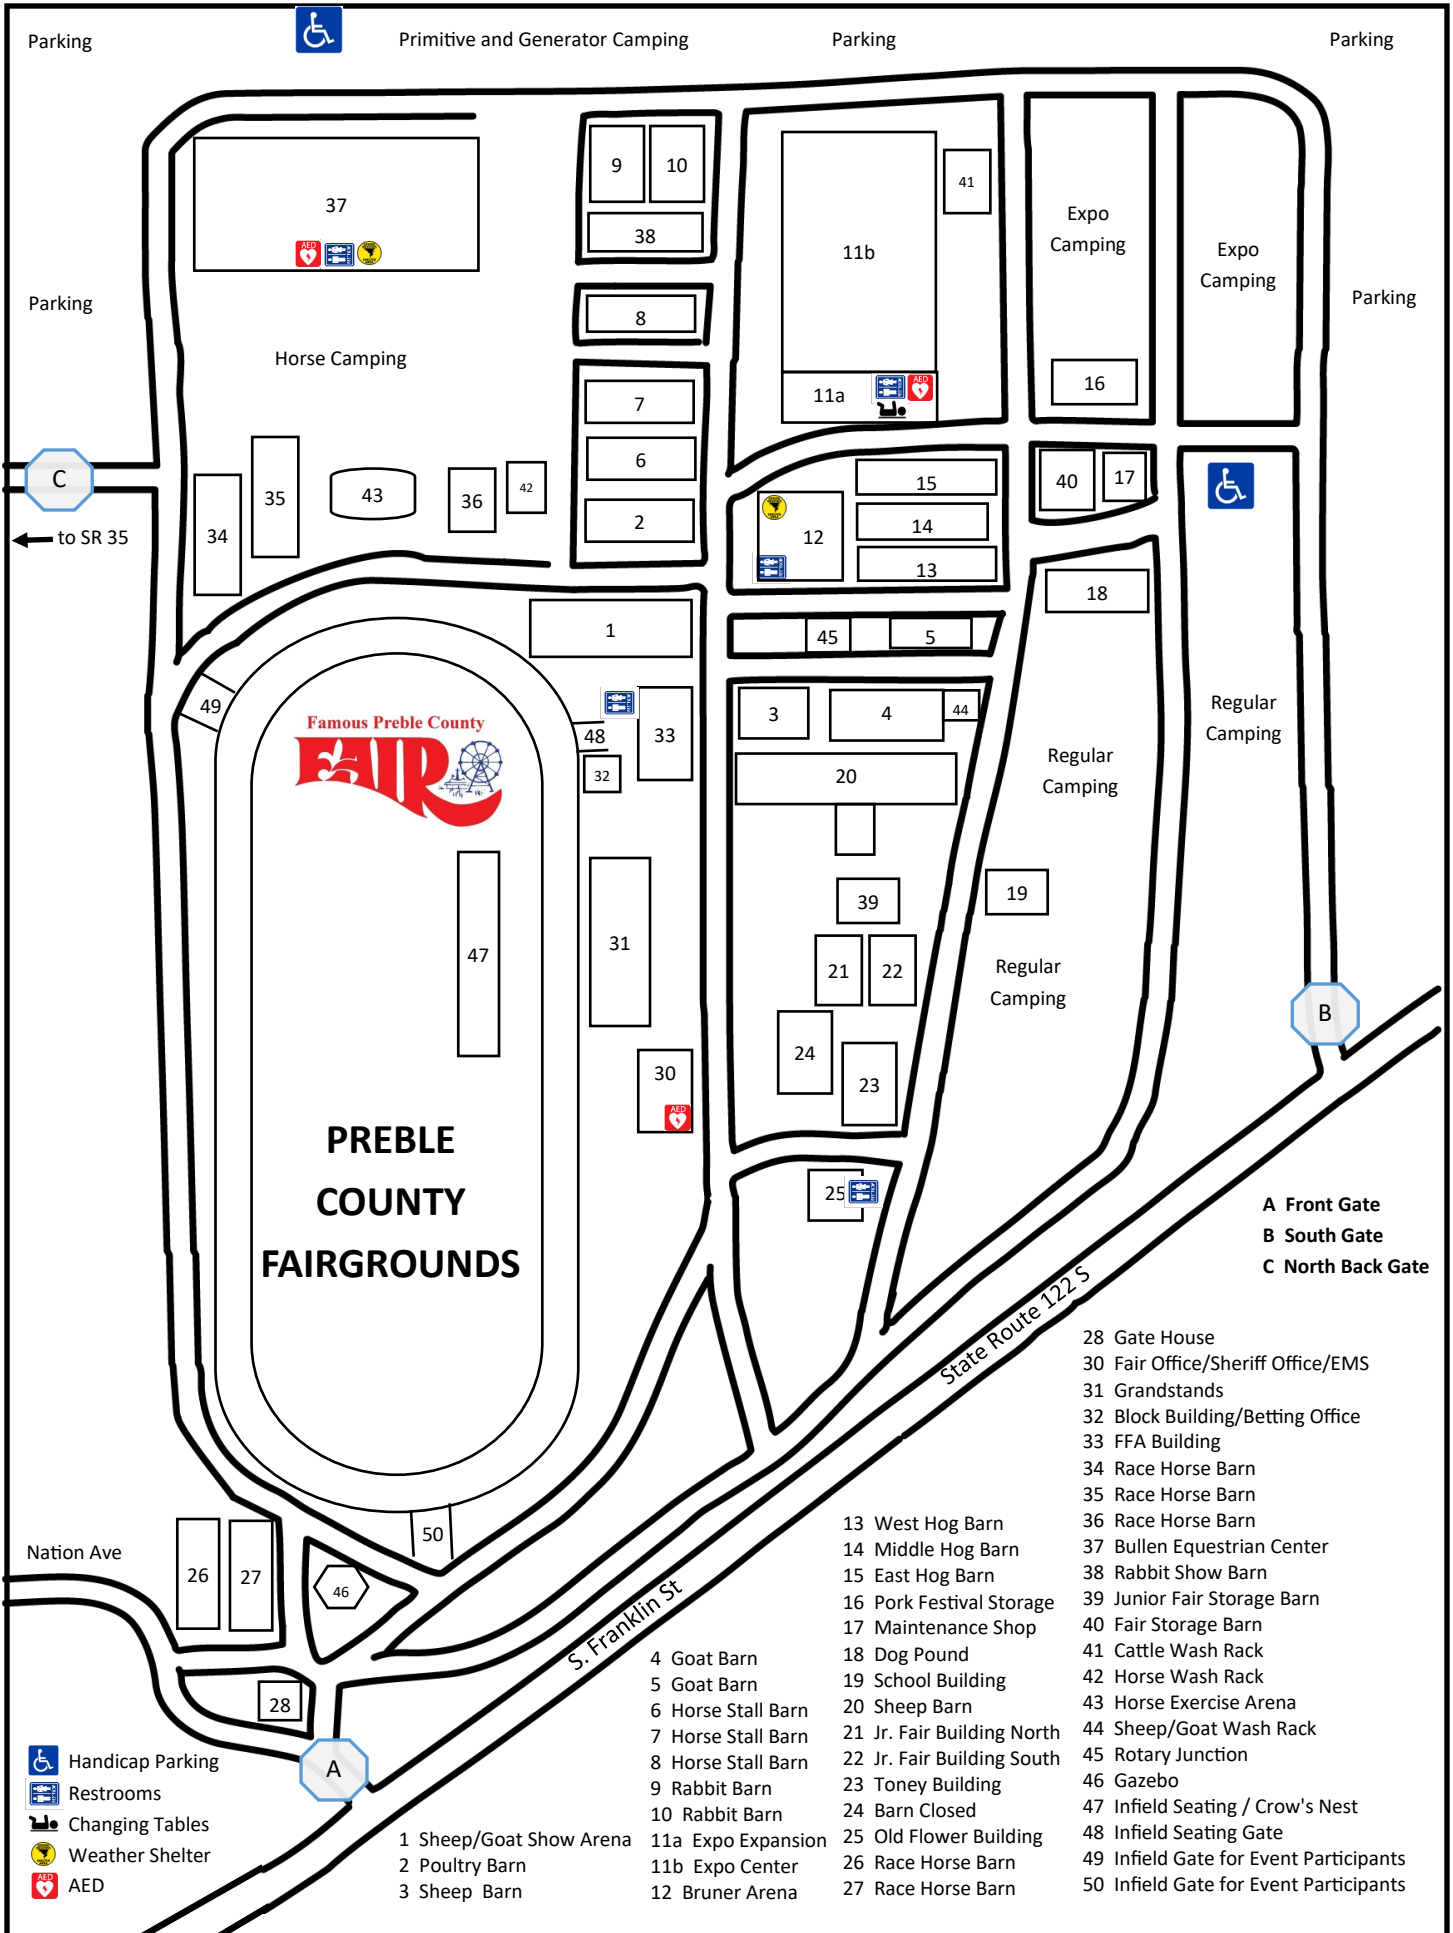 Parking
Primitive and Generator Camping
Parking
Parking
9
10
37
38
41
11b
Expo
Camping
Expo
Camping
AED
Parking
Parking
8
Horse Camping
7
11a
AED
16
6
C
35
43
36
42
15
40
17
2
14
34
12
to SR 35
13
18
1
45
5
49
Famous Preble County
FAIR
48
33
3
4
44
Regular
Camping
32
20
Regular
Camping
39
19
47
31
21
22
Regular
Camping
B
24
30
23
AED
PREBLE
COUNTY
FAIRGROUNDS
25
A Front Gate
B South Gate
C North Back Gate
State Route 122 S
50
Nation Ave
26
27
46
S. Franklin St
28
A
Handicap Parking
Restrooms
Changing Tables
Weather Shelter
AED
AED
1 Sheep/Goat Show Arena
2 Poultry Barn
3 Sheep Barn
4 Goat Barn
5 Goat Barn
6 Horse Stall Barn
7 Horse Stall Barn
8 Horse Stall Barn
9 Rabbit Barn
10 Rabbit Barn
11a Expo Expansion
11b Expo Center
12 Bruner Arena
13 West Hog Barn
14 Middle Hog Barn
15 East Hog Barn
16 Pork Festival Storage
17 Maintenance Shop
18 Dog Pound
19 School Building
20 Sheep Barn
21 Jr. Fair Building North
22 Jr. Fair Building South
23 Toney Building
24 Barn Closed
25 Old Flower Building
26 Race Horse Barn
27 Race Horse Barn
28 Gate House
30 Fair Office/Sheriff Office/EMS
31 Grandstands
32 Block Building/Betting Office
33 FFA Building
34 Race Horse Barn
35 Race Horse Barn
36 Race Horse Barn
37 Bullen Equestrian Center
38 Rabbit Show Barn
39 Junior Fair Storage Barn
40 Fair Storage Barn
41 Cattle Wash Rack
42 Horse Wash Rack
43 Horse Exercise Arena
44 Sheep/Goat Wash Rack
45 Rotary Junction
46 Gazebo
47 Infield Seating / Crow's Nest
48 Infield Seating Gate
49 Infield Gate for Event Participants
50 Infield Gate for Event Participants